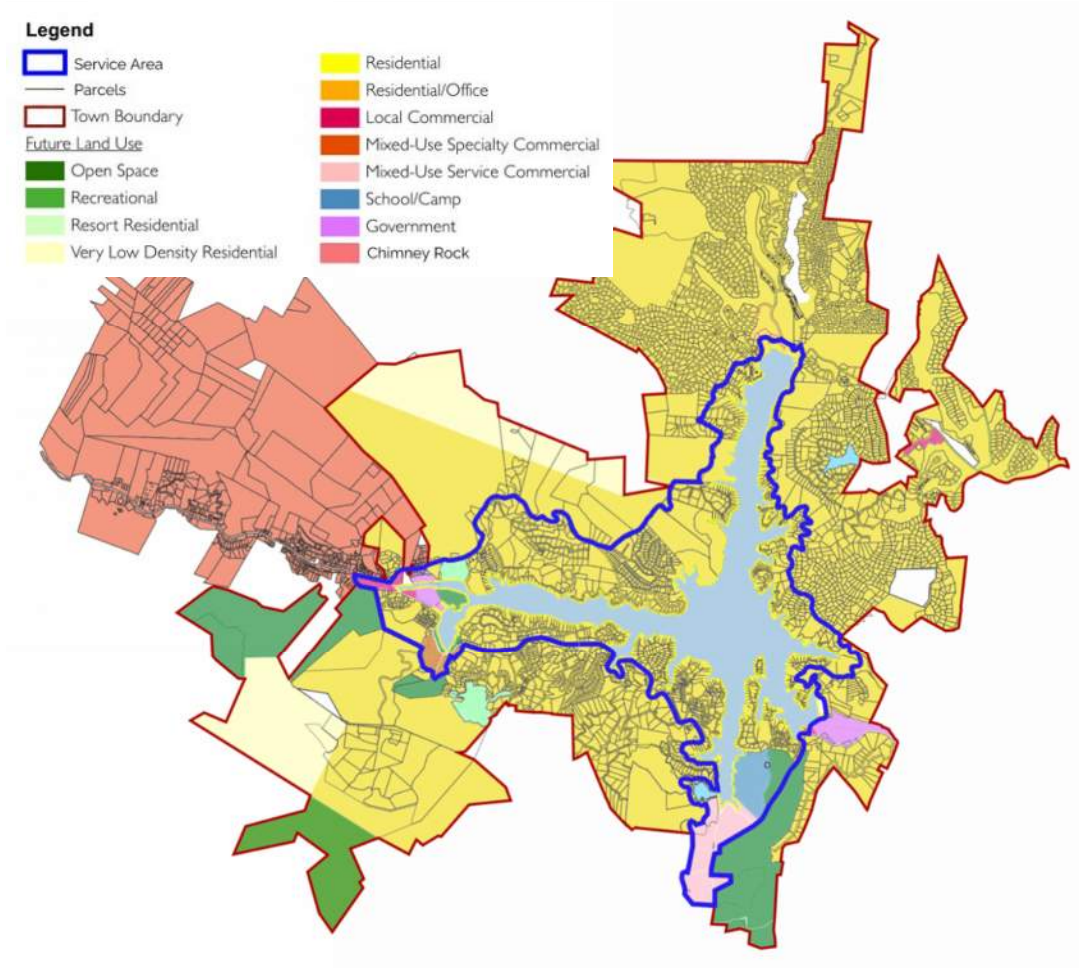 Legend
Service Area
Parcels
Town Boundary
Future Land Use
Open Space
Recreational
Resort Residential
Very Low Density Residential
Residential
Residential/Office
Local Commercial
Mixed-Use Specialty Commercial
Mixed-Use Service Commercial
School/Camp
Government
Chimney Rock